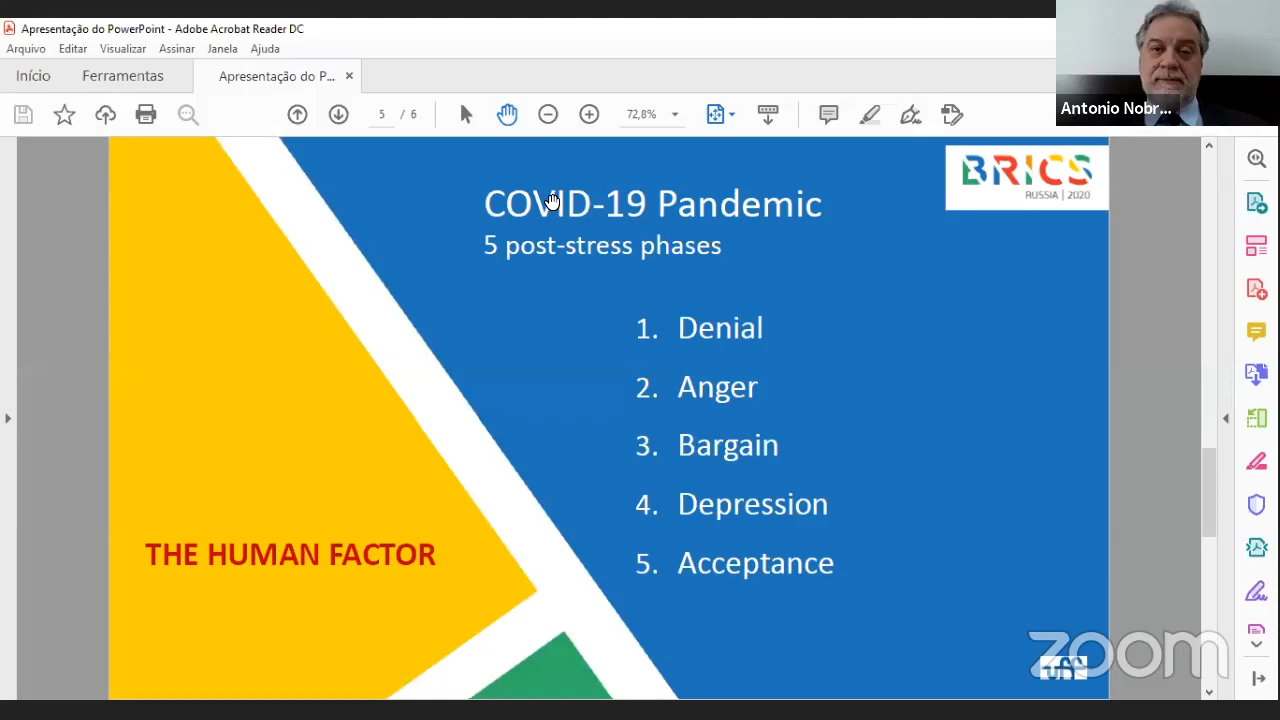 Apresentação do PowerPoint - Adobe Acrobat Reader DC
Arquivo Editar Visualizar Assinar Janela Ajuda
Início Ferramentas Apresentação do P... ×
5 / 6 72,8%
Antonio Nobr...
BRICS
RUSSIA | 2020
COVID-19 Pandemic
5 post-stress phases
1. Denial
2. Anger
3. Bargain
4. Depression
5. Acceptance
THE HUMAN FACTOR
zoom
uff